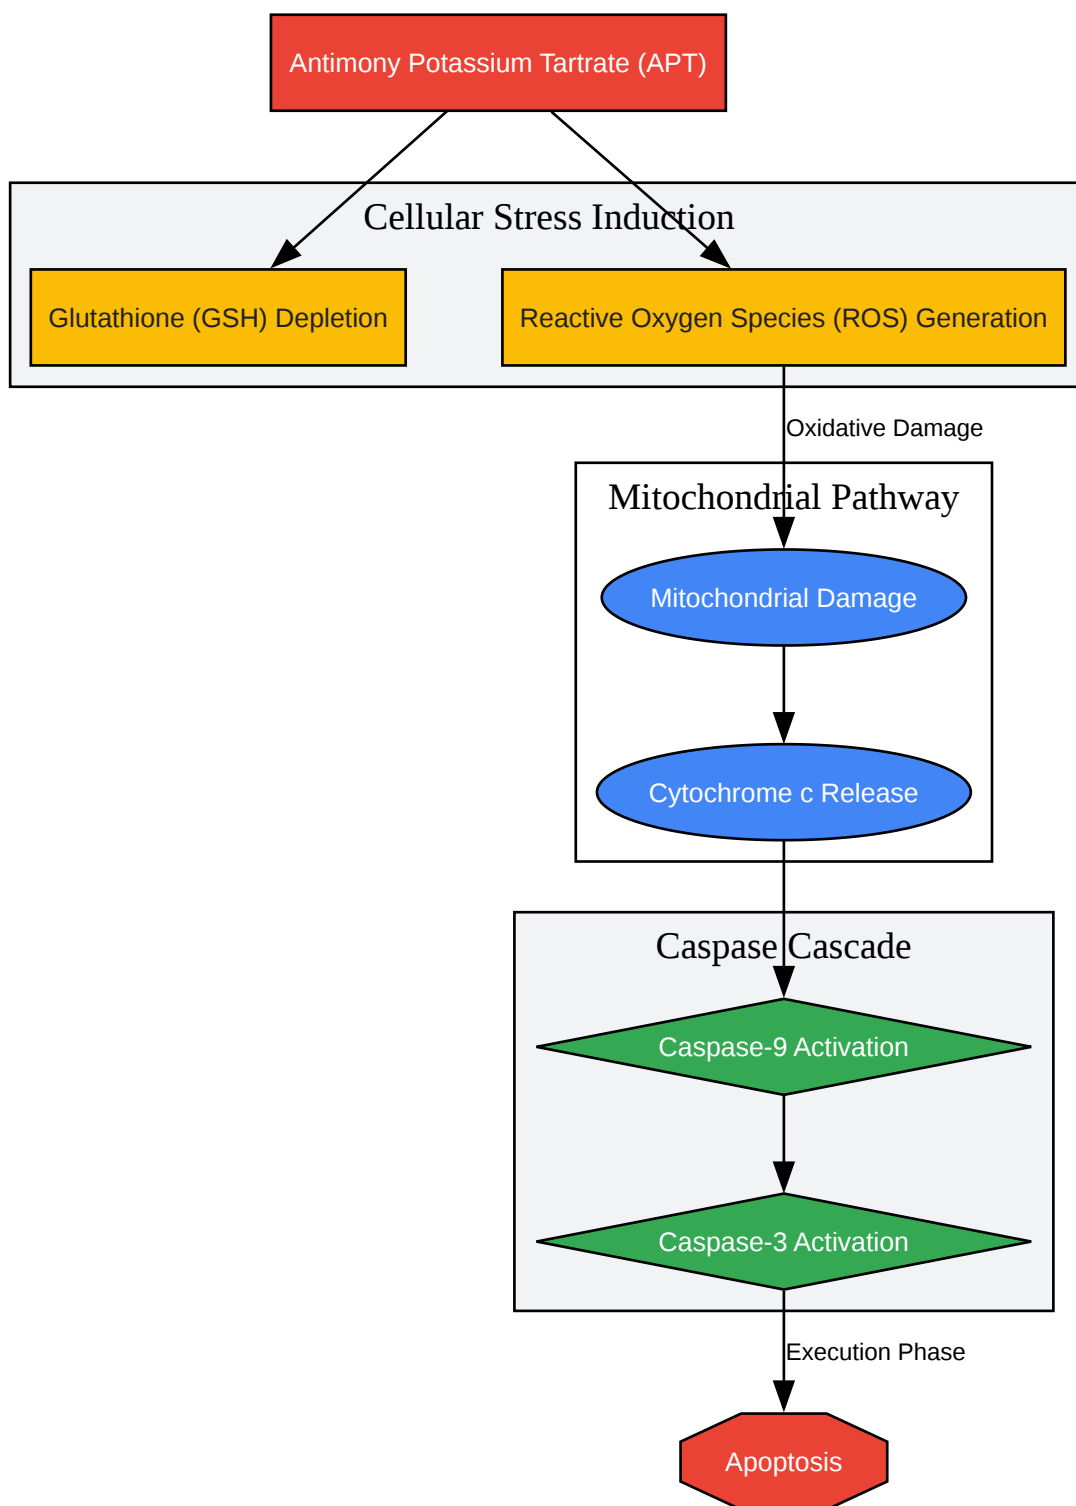 Antimony Potassium Tartrate (APT)
Cellular Stress Induction
Glutathione (GSH) Depletion
Reactive Oxygen Species (ROS) Generation
Oxidative Damage
Mitochondrial Pathway
Mitochondrial Damage
Cytochrome c Release
Caspase Cascade
Caspase-9 Activation
Caspase-3 Activation
Execution Phase
Apoptosis